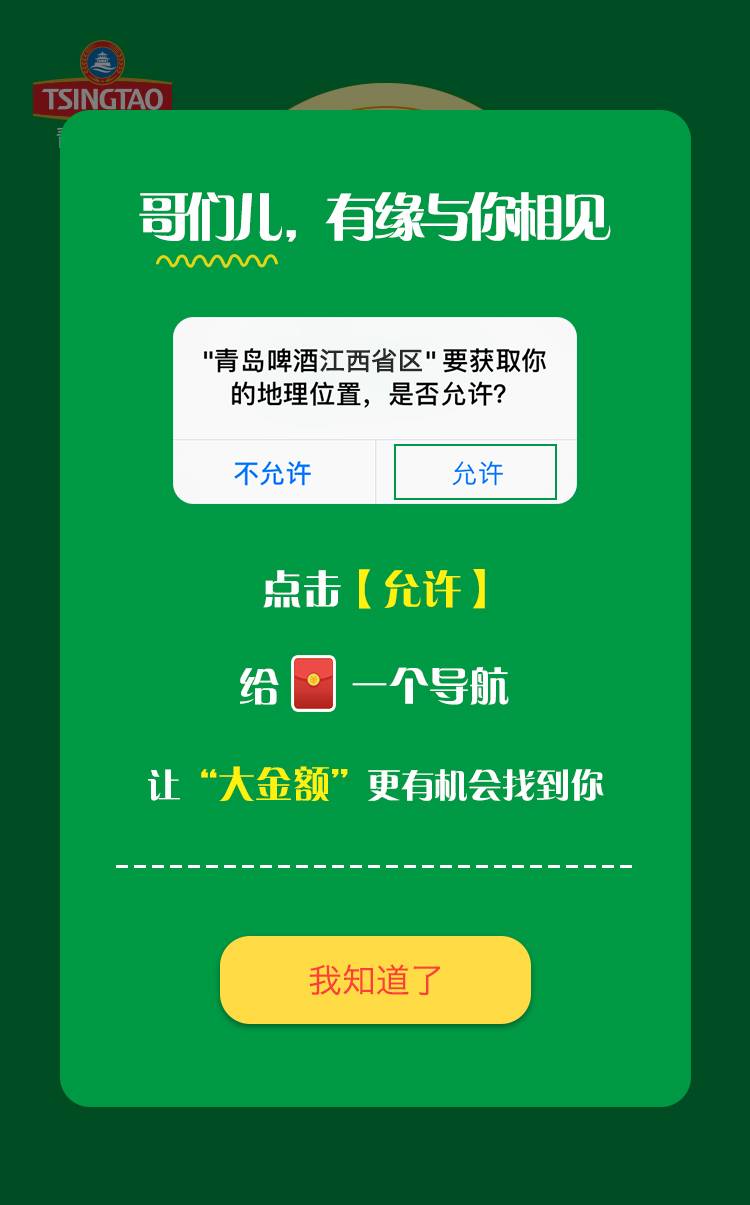 TSINGTAO
哥们儿，有缘与你相见
"青岛啤酒江西省区" 要获取你
的地理位置，是否允许？
不允许
允许
点击【允许】
给 一个导航
让“大金额”更有机会找到你
我知道了